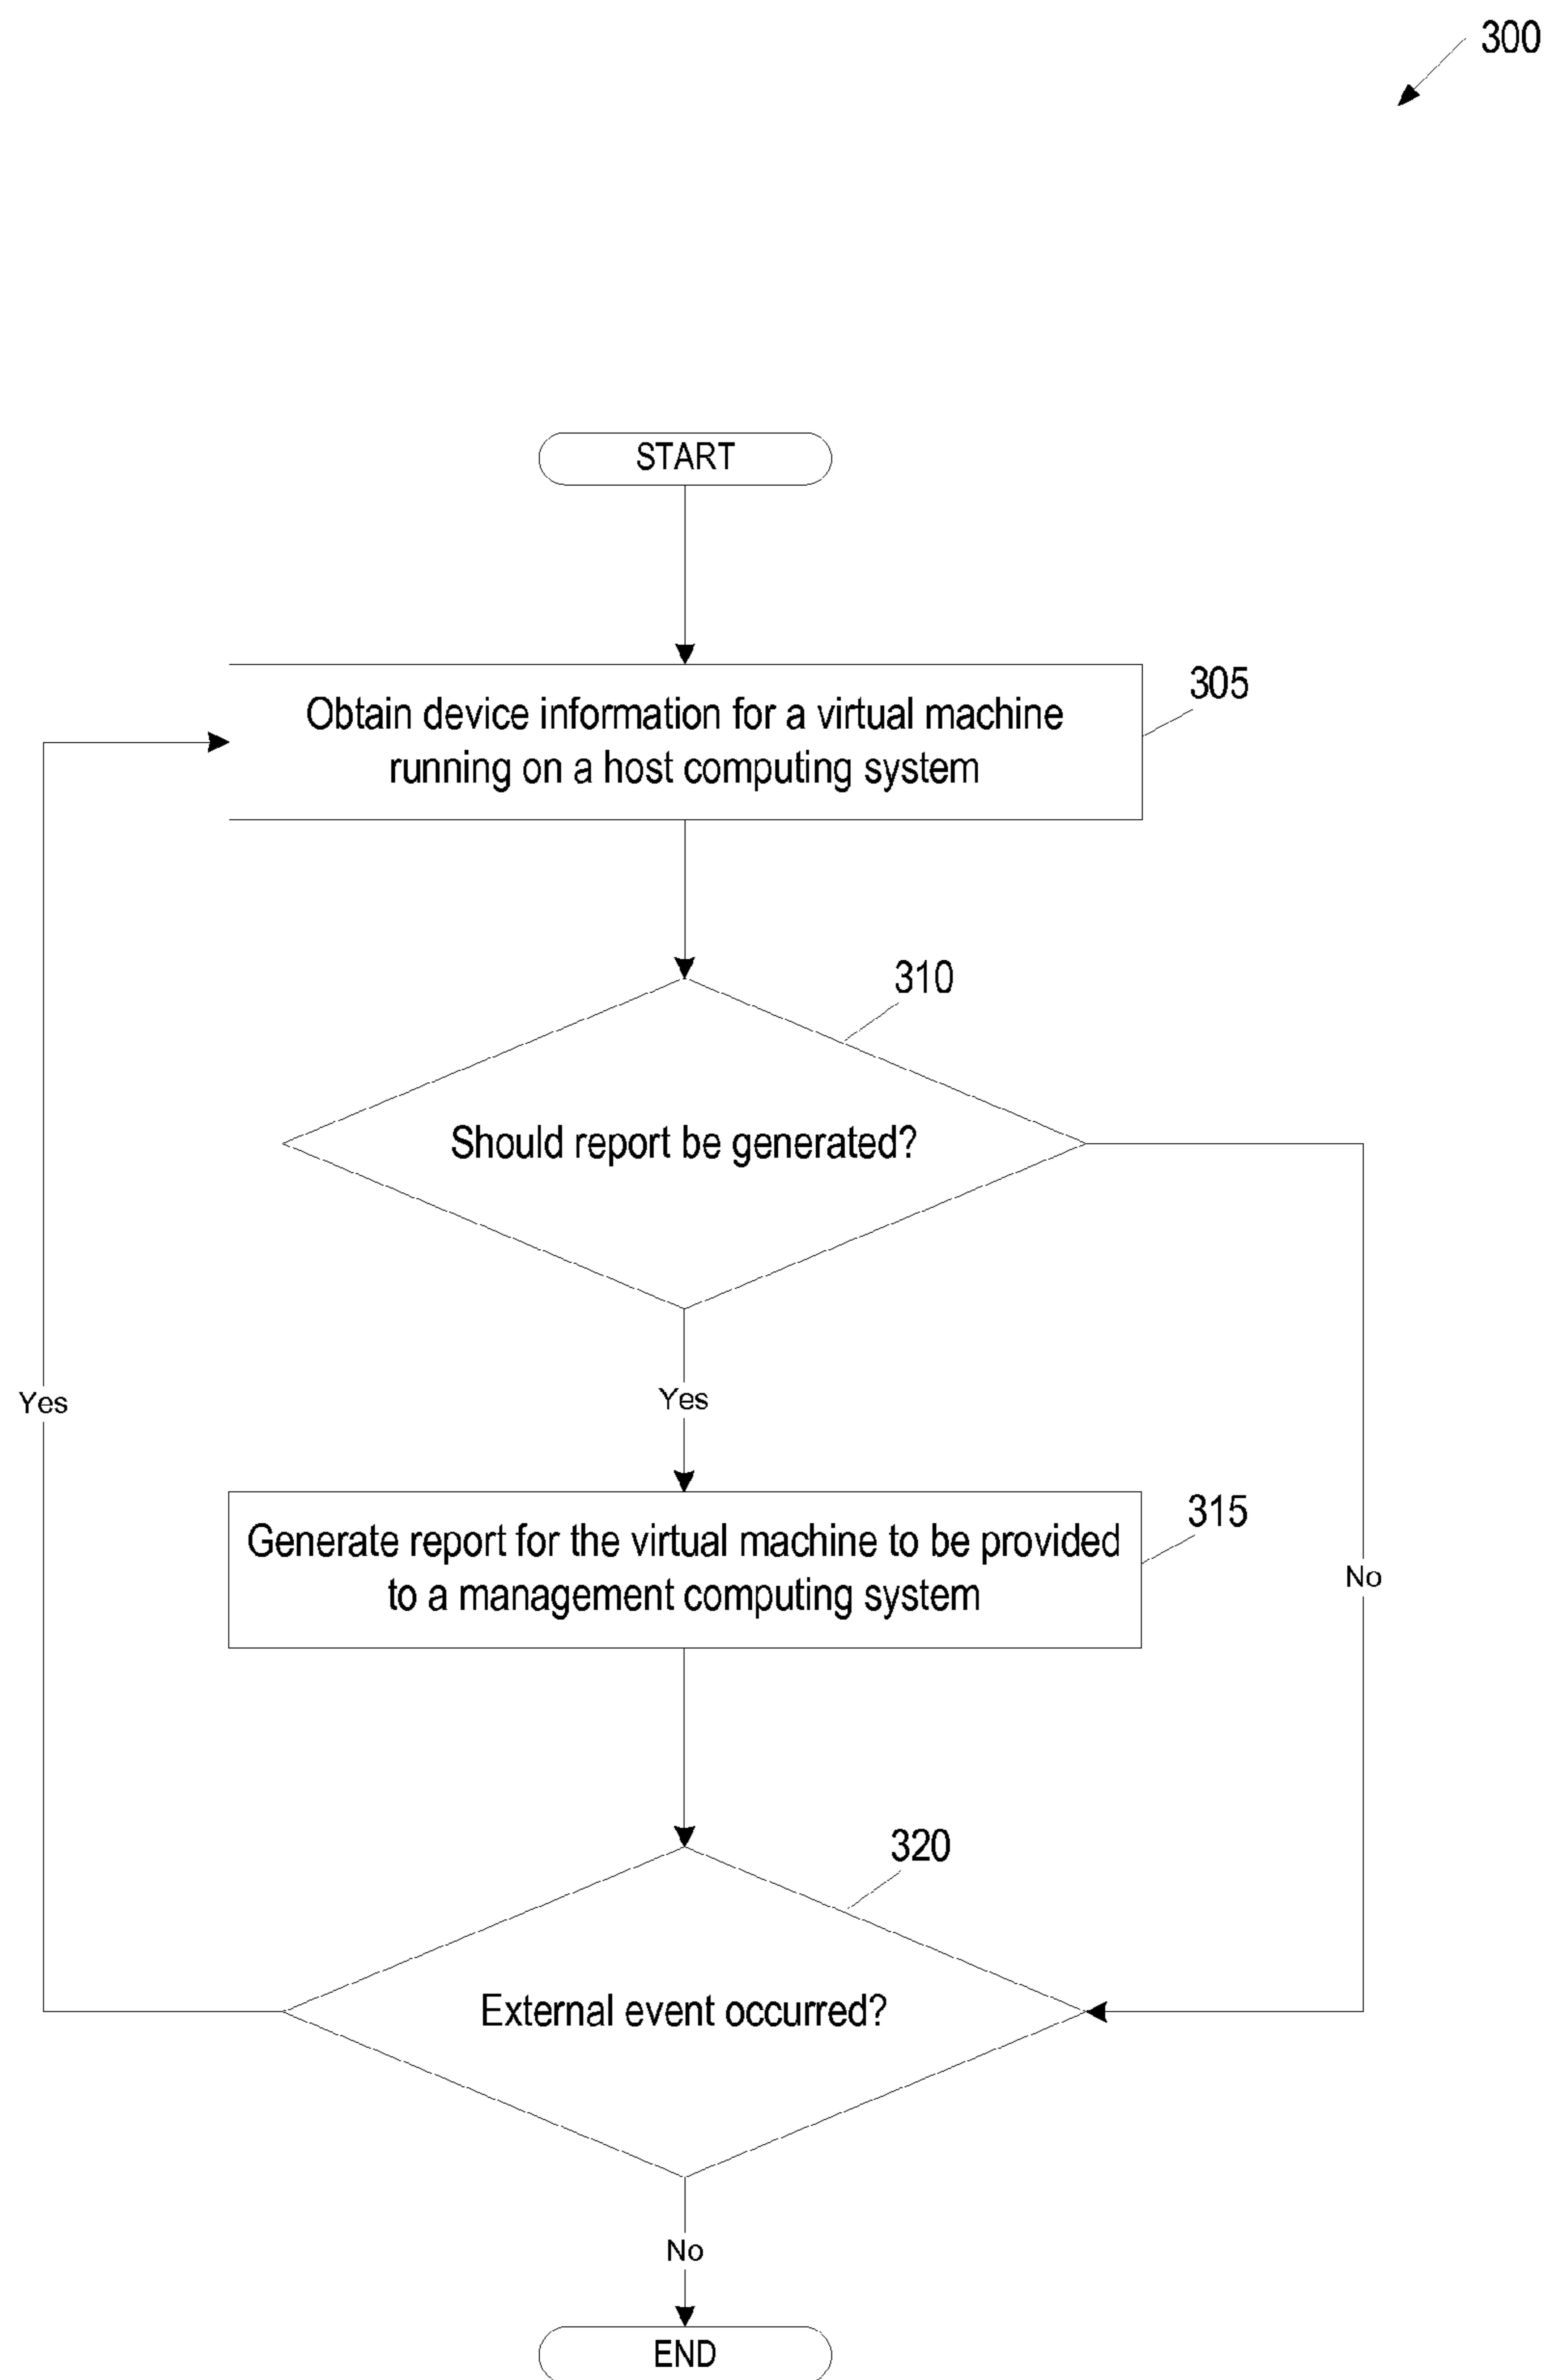 300
START
Obtain device information for a virtual machine
running on a host computing system
305
310
Should report be generated?
Yes
Yes
Generate report for the virtual machine to be provided
to a management computing system
315
No
320
External event occurred?
No
END